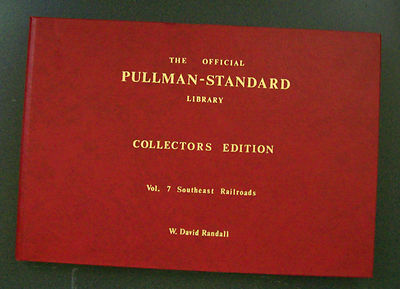 THE OFFICIAL
PULLMAN-STANDARD
LIBRARY
COLLECTORS EDITION
Vol. 7 Southeast Railroads
W. David Randall